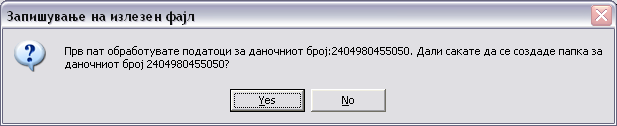 Запишување на излезен фајл
Прв пат обработувате податоци за даночниот број:2404980455050. Дали сакате да се создаде папка за
даночниот број 2404980455050?
Yes No